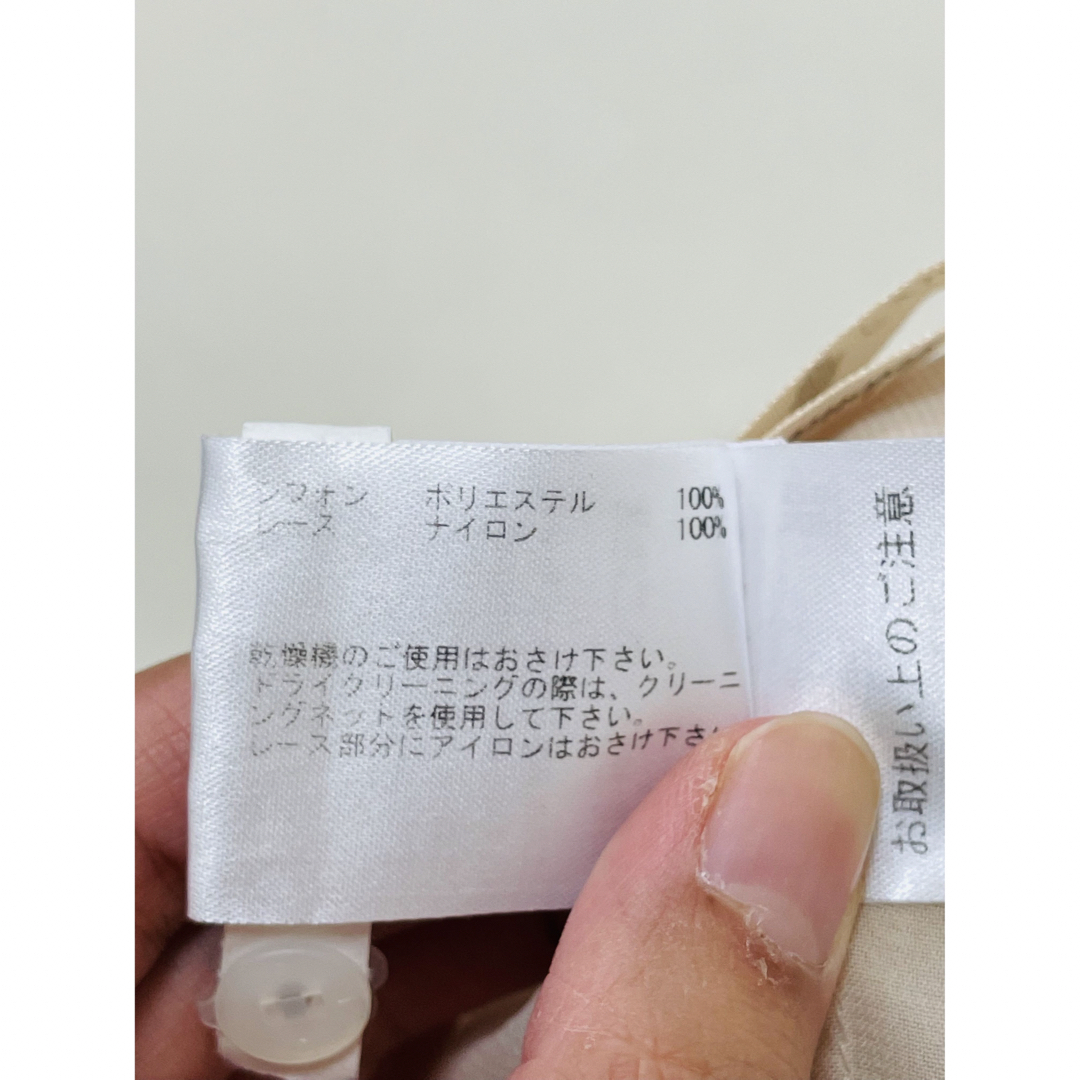 シフォン ポリエステル 100%
レース ナイロン 100%
乾燥機のご使用はおさけ下さい。
ドライクリーニングの際は、クリーニ
ングネットを使用して下さい。
レース部分にアイロンはおさけ下さい
お取扱い上のご注意